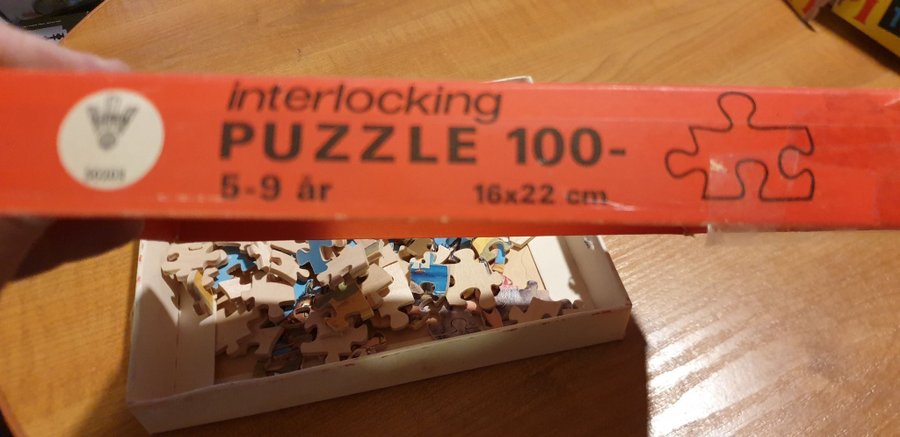 interlocking
PUZZLE 100-
5-9 år
16x22 cm